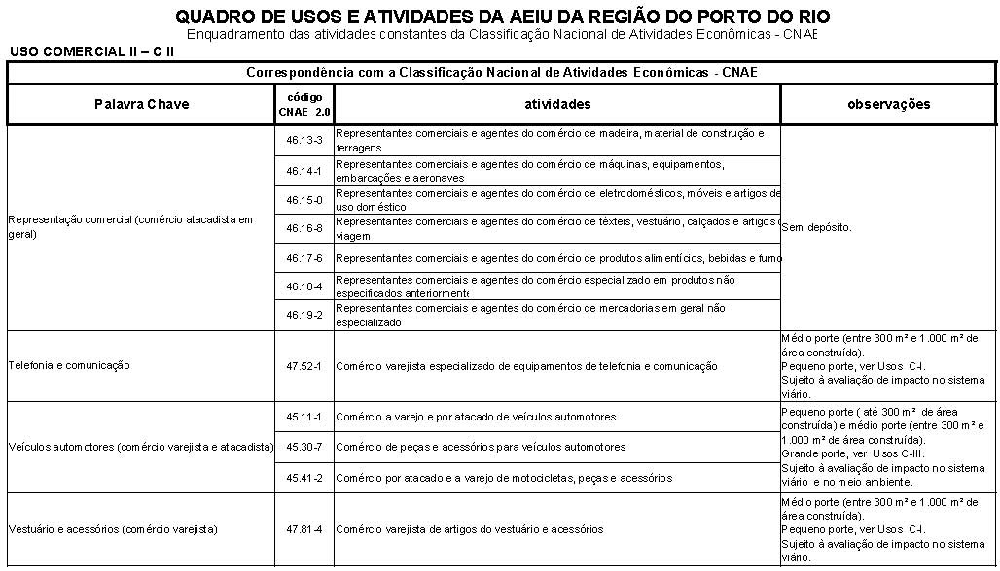 QUADRO DE USOS E ATIVIDADES DA AEIU DA REGIÃO DO PORTO DO RIO
Enquadramento das atividades constantes da Classificação Nacional de Atividades Econômicas - CNAE
USO COMERCIAL II – C II
Correspondência com a Classificação Nacional de Atividades Econômicas - CNAE
Palavra Chave
código
CNAE 2.0
atividades
observações
Representação comercial (comércio atacadista em
geral)
46.13-3
Representantes comerciais e agentes do comércio de madeira, material de construção e
ferragens
46.14-1
Representantes comerciais e agentes do comércio de máquinas, equipamentos,
embarcações e aeronaves
46.15-0
Representantes comerciais e agentes do comércio de eletrodomésticos, móveis e artigos de
uso doméstico
46.16-8
Representantes comerciais e agentes do comércio de têxteis, vestuário, calçados e artigos
viagem
46.17-6
Representantes comerciais e agentes do comércio de produtos alimentícios, bebidas e fumo
46.18-4
Representantes comerciais e agentes do comércio especializado em produtos não
especificados anteriormente
46.19-2
Representantes comerciais e agentes do comércio de mercadorias em geral não
especializado
Sem depósito.
Telefonia e comunicação
47.52-1
Comércio varejista especializado de equipamentos de telefonia e comunicação
Médio porte (entre 300 m² e 1.000 m² de
área construída).
Pequeno porte, ver Usos C-I.
Sujeito à avaliação de impacto no sistema
viário.
Veículos automotores (comércio varejista e atacadista)
45.11-1
Comércio a varejo e por atacado de veículos automotores
45.30-7
Comércio de peças e acessórios para veículos automotores
45.41-2
Comércio por atacado e a varejo de motocicletas, peças e acessórios
Pequeno porte ( até 300 m² de área
construída) e médio porte (entre 300 m² e
1.000 m² de área construída).
Grande porte, ver Usos C-III.
Sujeito à avaliação de impacto no sistema
viário e no meio ambiente.
Vestuário e acessórios (comércio varejista)
47.81-4
Comércio varejista de artigos do vestuário e acessórios
Médio porte (entre 300 m² e 1.000 m² de
área construída).
Pequeno porte, ver Usos C-I.
Sujeito à avaliação de impacto no sistema
viário.